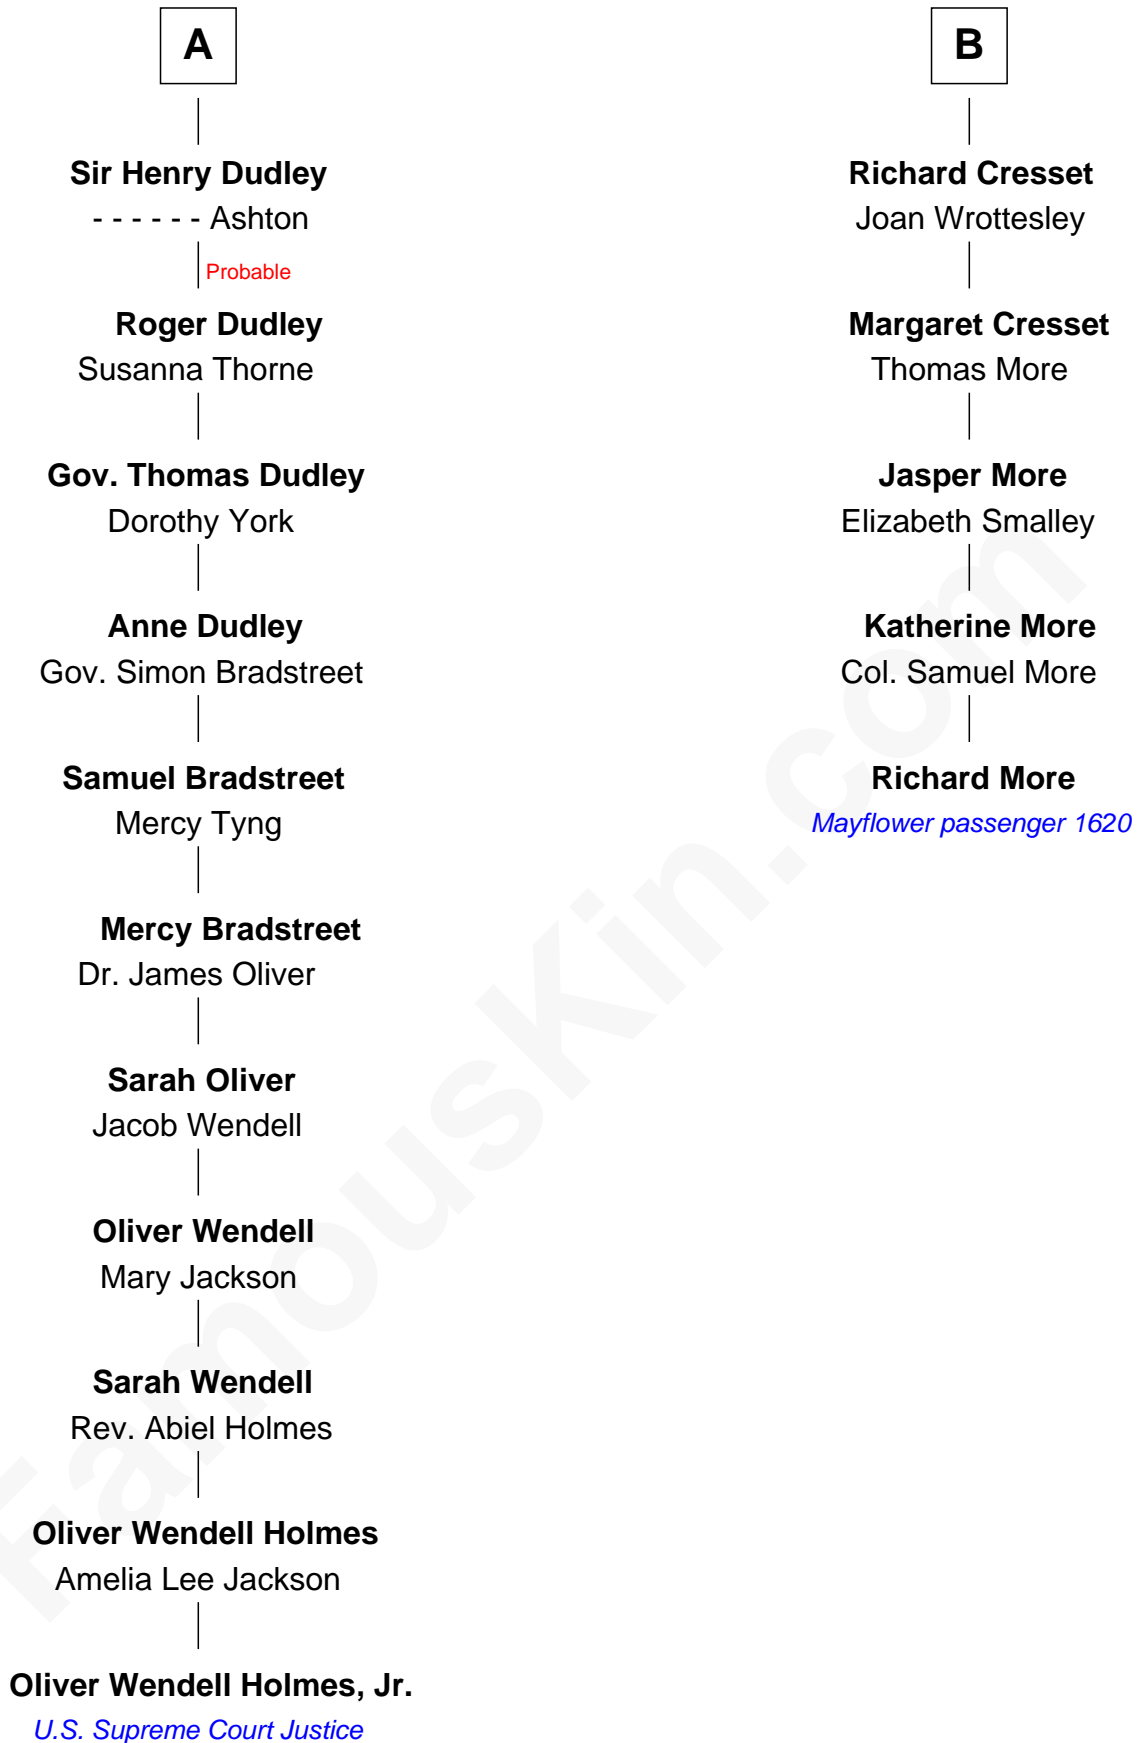 A
Sir Henry Dudley
- - - - - - Ashton
Probable
Roger Dudley
Susanna Thorne
Gov. Thomas Dudley
Dorothy York
Anne Dudley
Gov. Simon Bradstreet
Samuel Bradstreet
Mercy Tyng
Mercy Bradstreet
Dr. James Oliver
Sarah Oliver
Jacob Wendell
Oliver Wendell
Mary Jackson
Sarah Wendell
Rev. Abiel Holmes
Oliver Wendell Holmes
Amelia Lee Jackson
Oliver Wendell Holmes, Jr.
U.S. Supreme Court Justice
B
Richard Cresset
Joan Wrottesley
Margaret Cresset
Thomas More
Jasper More
Elizabeth Smalley
Katherine More
Col. Samuel More
Richard More
Mayflower passenger 1620
FamousKin.com